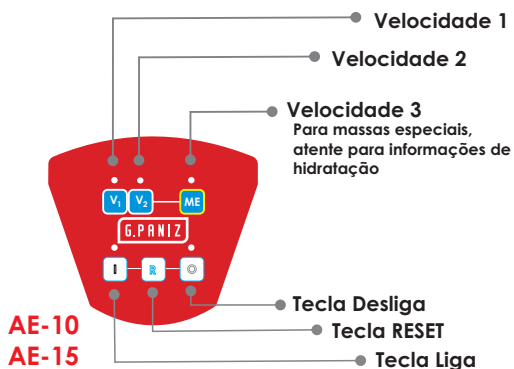 Velocidade 1
Velocidade 2
Velocidade 3
Para massas especiais,
atente para informações de
hidratação
V1 V2 ME
G.PANIZ
I R O
Tecla Desliga
AE-10
Tecla RESET
AE-15
Tecla Liga